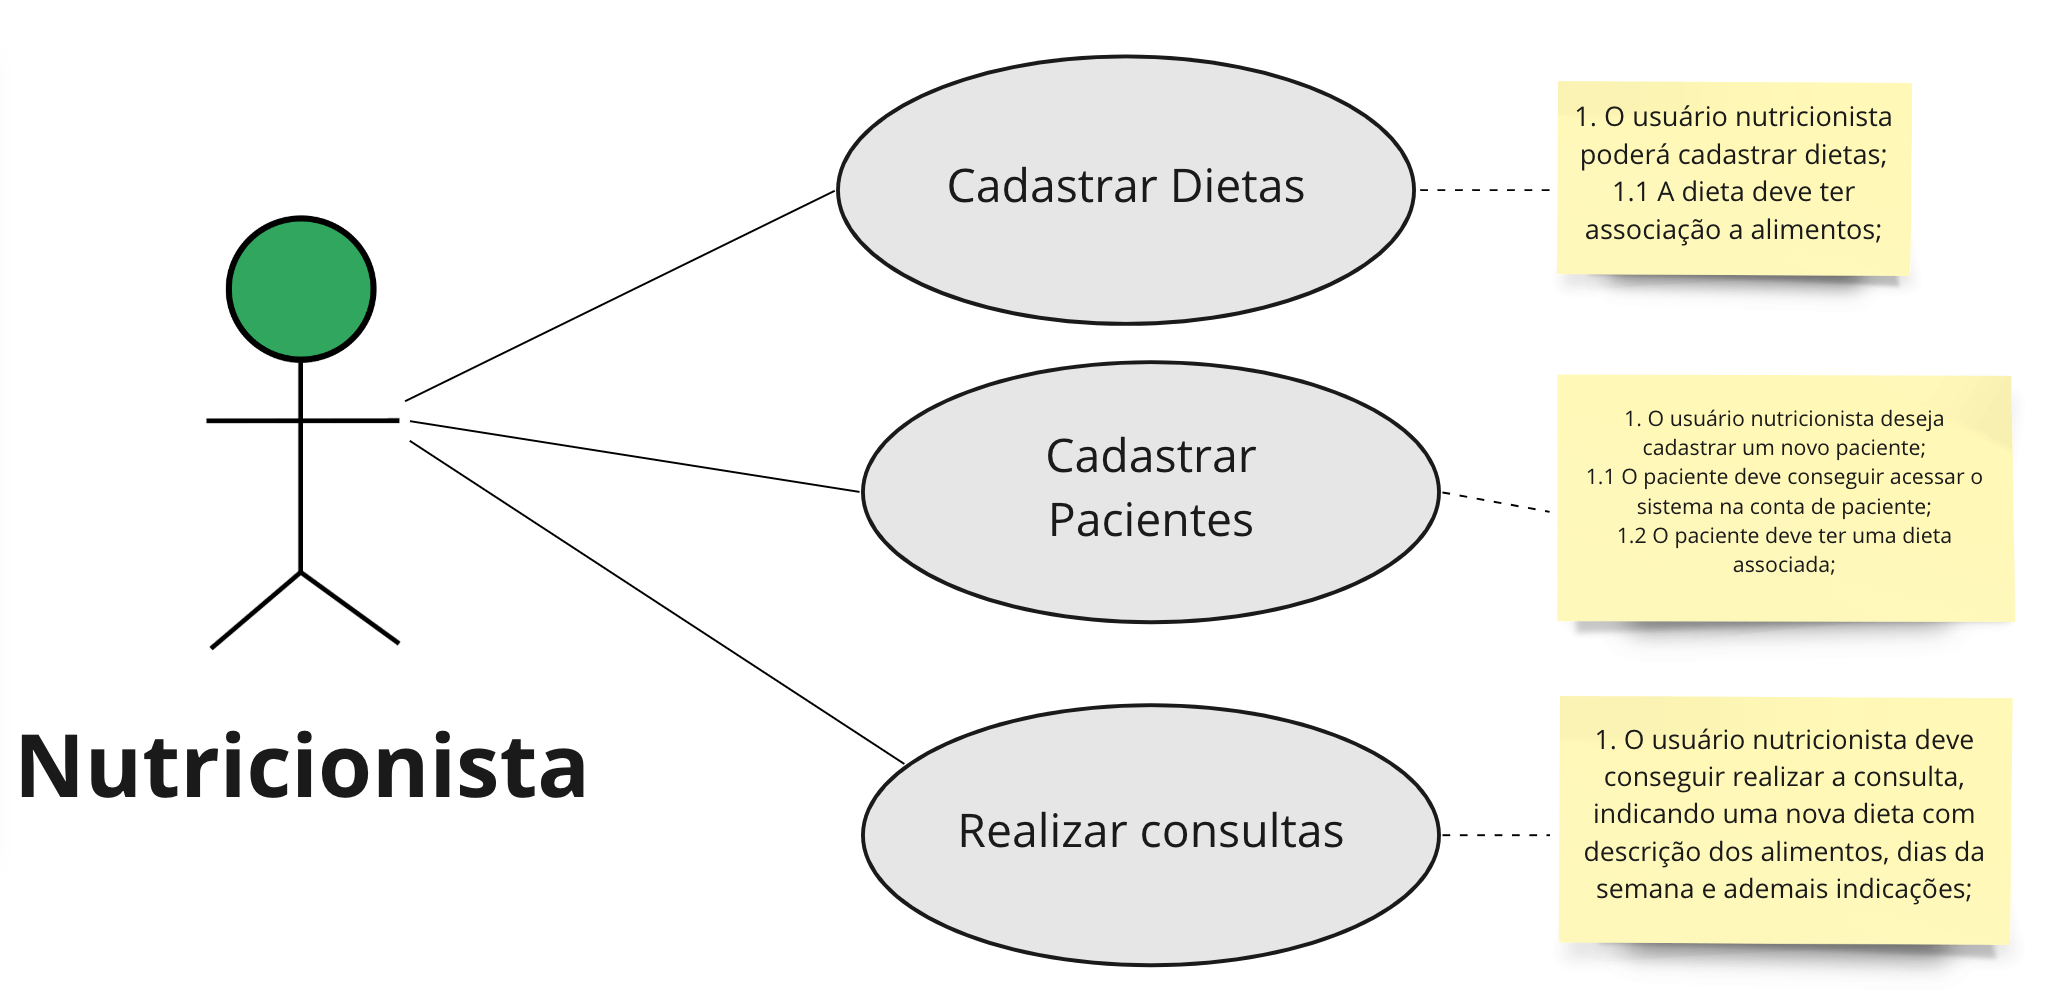 Cadastrar Dietas
1. O usuário nutricionista
poderá cadastrar dietas;
1.1 A dieta deve ter
associação a alimentos;
Cadastrar
Pacientes
1. O usuário nutricionista deseja
cadastrar um novo paciente;
1.1 O paciente deve conseguir acessar o
sistema na conta de paciente;
1.2 O paciente deve ter uma dieta
associada;
Nutricionista
Realizar consultas
1. O usuário nutricionista deve
conseguir realizar a consulta,
indicando uma nova dieta com
descrição dos alimentos, dias da
semana e ademais indicações;